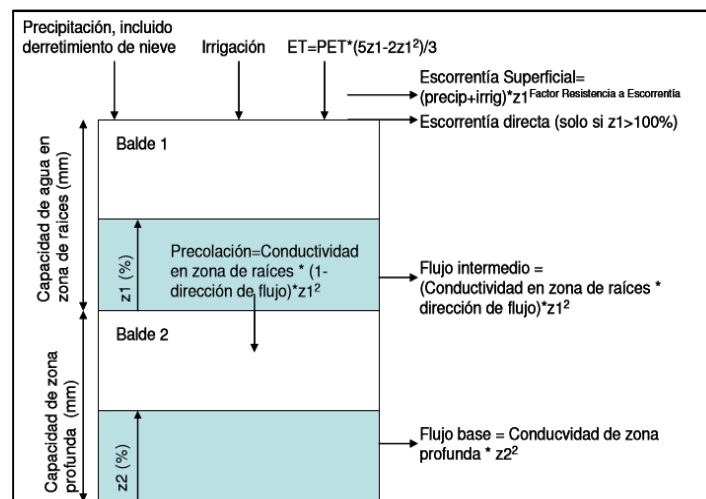 Precipitación, incluido
derretimiento de nieve
Irrigación
ET=PET*(5z1-2z1²)/3
Escorrentía Superficial=
(precip+irrig)*z1^Factor Resistencia a Escorrentía
Escorrentía directa (solo si z1>100%)
Capacidad de agua en
zona de raices (mm)
Balde 1
z1 (%)
Precolación=Conductividad
en zona de raíces * (1-
dirección de flujo)*z1²
Flujo intermedio =
(Conductividad en zona de raíces *
dirección de flujo)*z1²
Capacidad de zona
profunda (mm)
Balde 2
z2 (%)
Flujo base = Conducvidad de zona
profunda * z2²